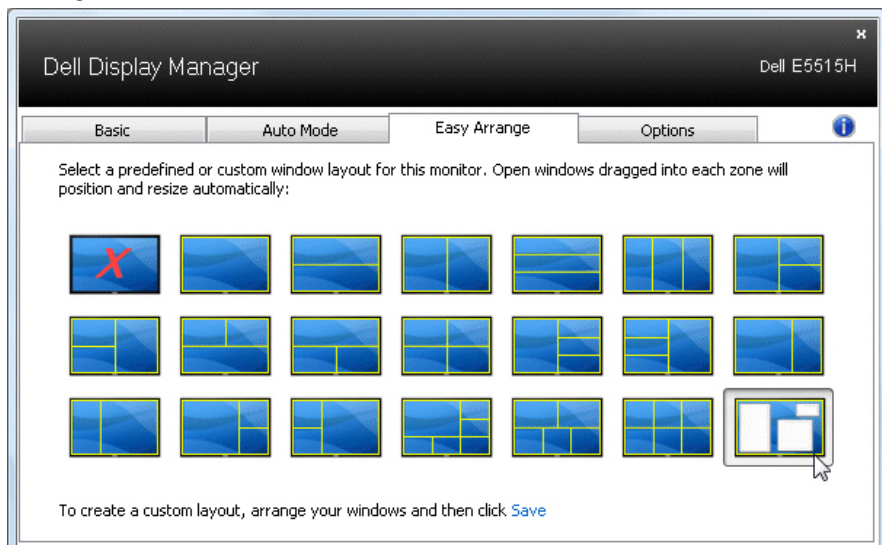 x
Dell Display Manager
Dell E5515H
Basic
Auto Mode
Easy Arrange
Options
i
Select a predefined or custom window layout for this monitor. Open windows dragged into each zone will
position and resize automatically:
X
To create a custom layout, arrange your windows and then click Save